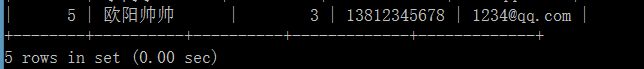 | 5 | 欧阳帅帅 | 3 | 13812345678 | 1234@qq.com |
+--------+----------+----------+-------------+-------------+
5 rows in set (0.00 sec)